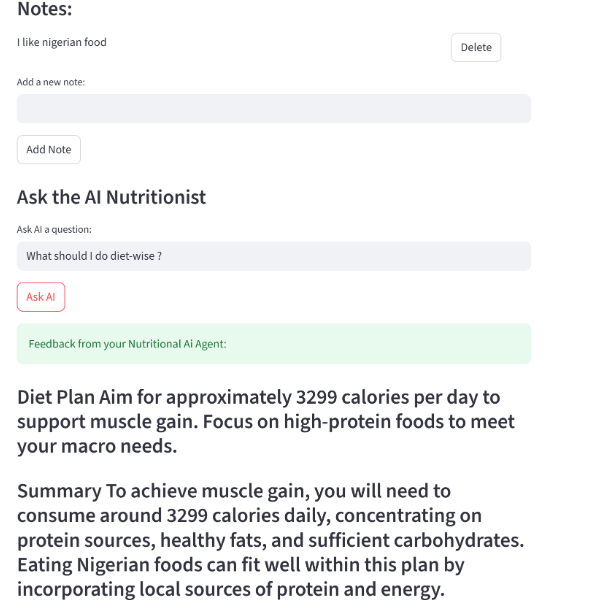 Notes:
I like nigerian food
Delete
Add a new note:
Add Note
Ask the AI Nutritionist
Ask AI a question:
What should I do diet-wise ?
Ask AI
Feedback from your Nutritional Ai Agent:
Diet Plan Aim for approximately 3299 calories per day to
support muscle gain. Focus on high-protein foods to meet
your macro needs.
Summary To achieve muscle gain, you will need to
consume around 3299 calories daily, concentrating on
protein sources, healthy fats, and sufficient carbohydrates.
Eating Nigerian foods can fit well within this plan by
incorporating local sources of protein and energy.